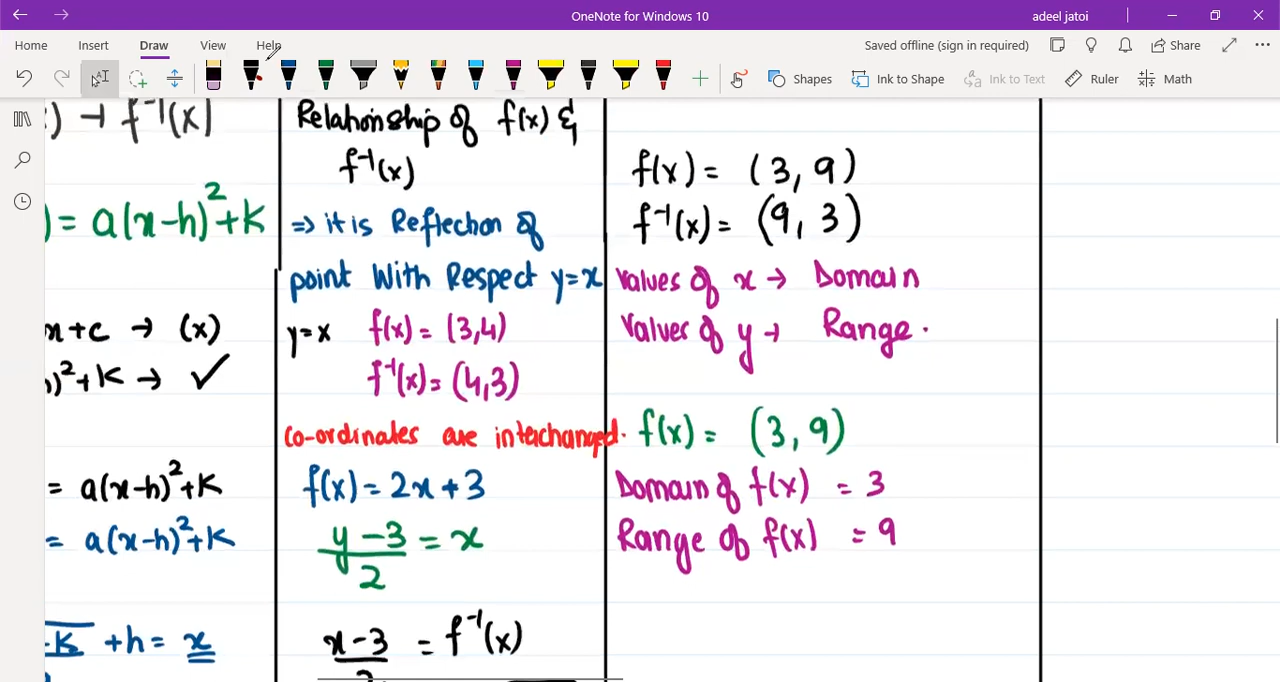 OneNote for Windows 10
adeel jatoi
Home Insert Draw View Help
Saved offline (sign in required)
Share
Shapes
Ink to Shape
Ink to Text
Ruler
Math
) → f⁻¹(x)
) = a(x-h)²+k
x+c → (x)
)²+k → ✓
= a(x-h)²+k
= a(x-h)²+k
-k +h = x
Relationship of f(x) &
f⁻¹(x)
⇒ it is Reflection of
point With Respect y=x
y=x f(x) = (3,4)
f⁻¹(x) = (4,3)
Co-ordinates are interchanged.
f(x) = 2x+3
y-3/2 = x
x-3/2 = f⁻¹(x)
f(x) = (3, 9)
f⁻¹(x) = (9, 3)
Values of x → Domain
Values of y → Range.
f(x) = (3, 9)
Domain of f(x) = 3
Range of f(x) = 9